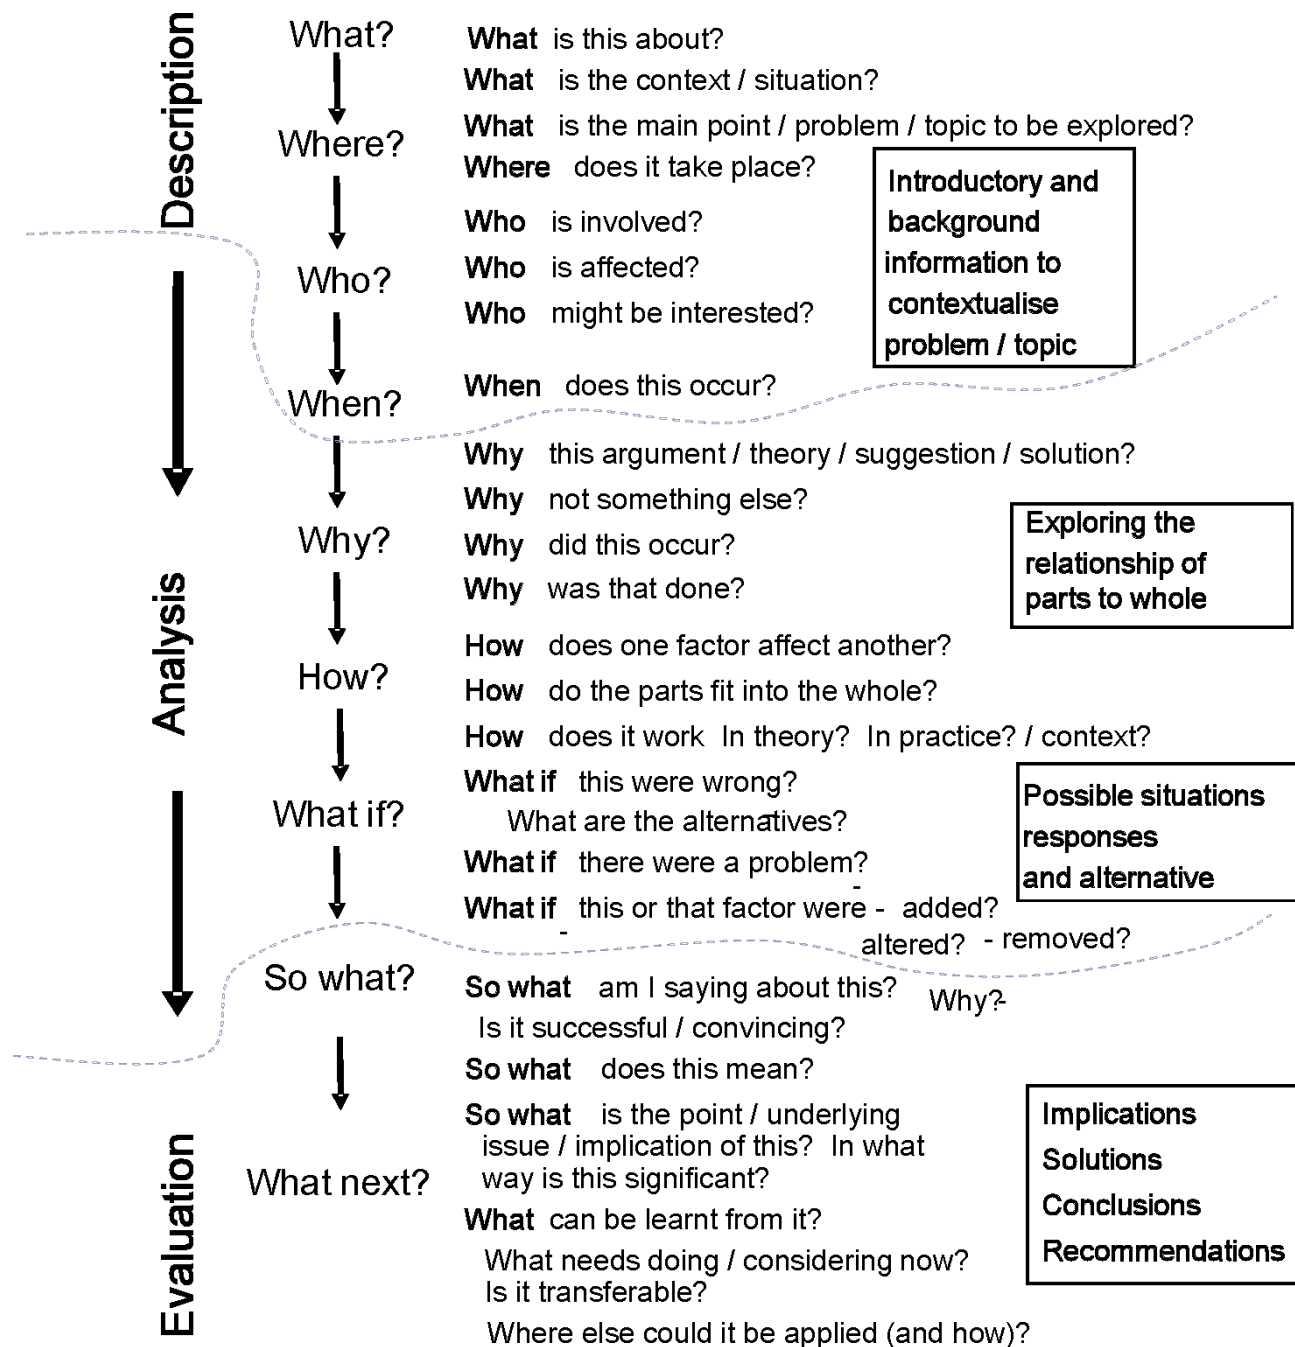 Description
Analysis
Evaluation
What?
Where?
Who?
When?
Why?
How?
What if?
So what?
What next?
What is this about?
What is the context / situation?
What is the main point / problem / topic to be explored?
Where does it take place?
Who is involved?
Who is affected?
Who might be interested?
When does this occur?
Introductory and
background
information to
contextualise
problem / topic
Why this argument / theory / suggestion / solution?
Why not something else?
Why did this occur?
Why was that done?
Exploring the
relationship of
parts to whole
How does one factor affect another?
How do the parts fit into the whole?
How does it work In theory? In practice? / context?
What if this were wrong?
What are the alternatives?
What if there were a problem?
What if this or that factor were - added?
altered? - removed?
Possible situations
responses
and alternative
So what am I saying about this? Why?-
Is it successful / convincing?
So what does this mean?
So what is the point / underlying
issue / implication of this? In what
way is this significant?
What can be learnt from it?
What needs doing / considering now?
Is it transferable?
Where else could it be applied (and how)?
Implications
Solutions
Conclusions
Recommendations